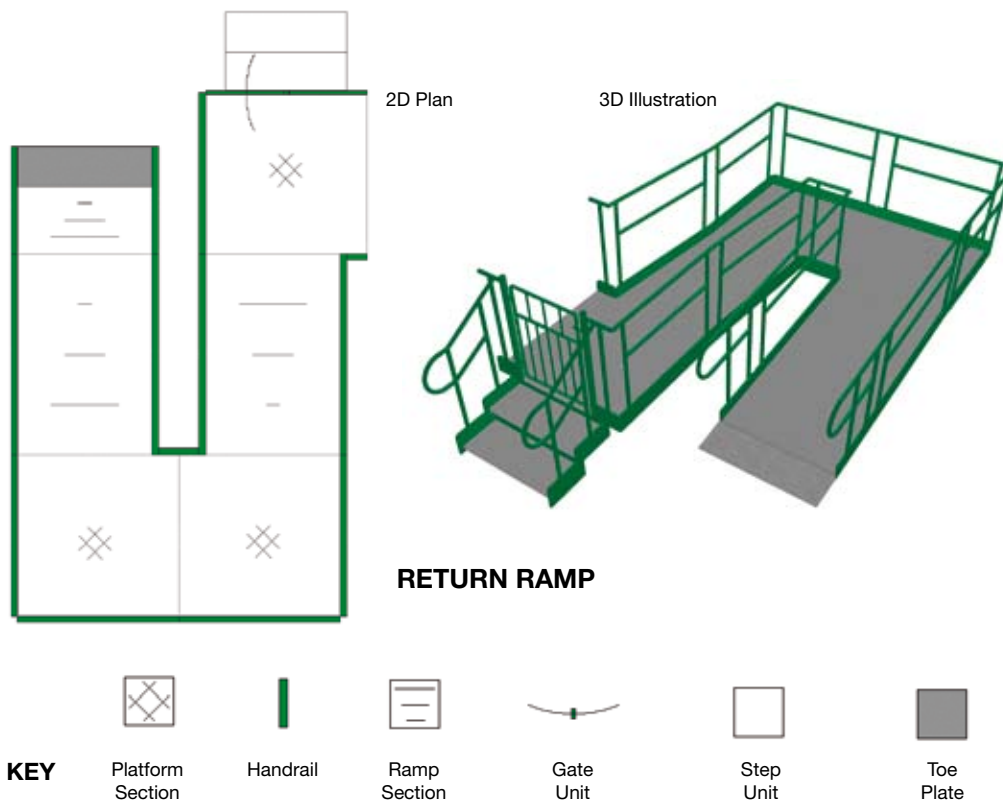 2D Plan
3D Illustration
RETURN RAMP
KEY
Platform
Section
Handrail
Ramp
Section
Gate
Unit
Step
Unit
Toe
Plate